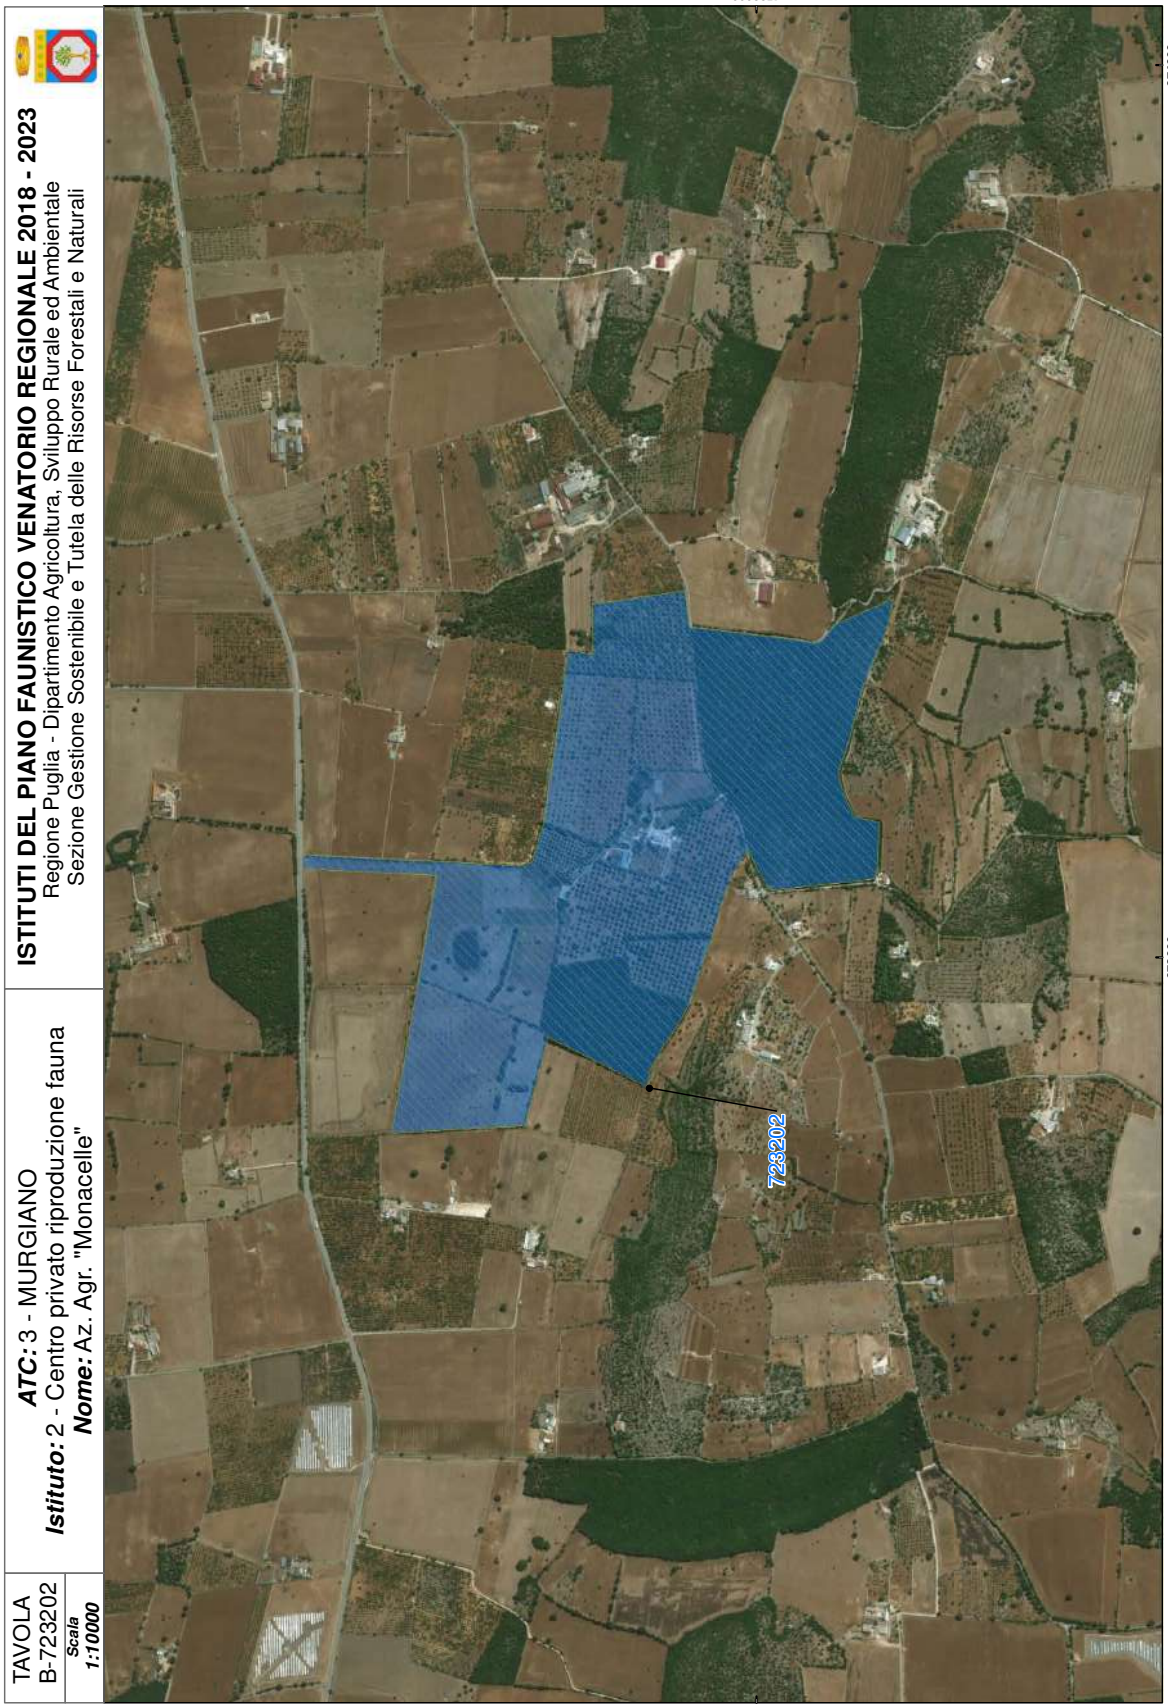 TAVOLA
B-723202
Scala
1:10000
ATC: 3 - MURGIANO
Istituto: 2 - Centro privato riproduzione fauna
Nome: Az. Agr. "Monacelle"
ISTITUTI DEL PIANO FAUNISTICO VENATORIO REGIONALE 2018 - 2023
Regione Puglia - Dipartimento Agricoltura, Sviluppo Rurale ed Ambientale
Sezione Gestione Sostenibile e Tutela delle Risorse Forestali e Naturali
723202